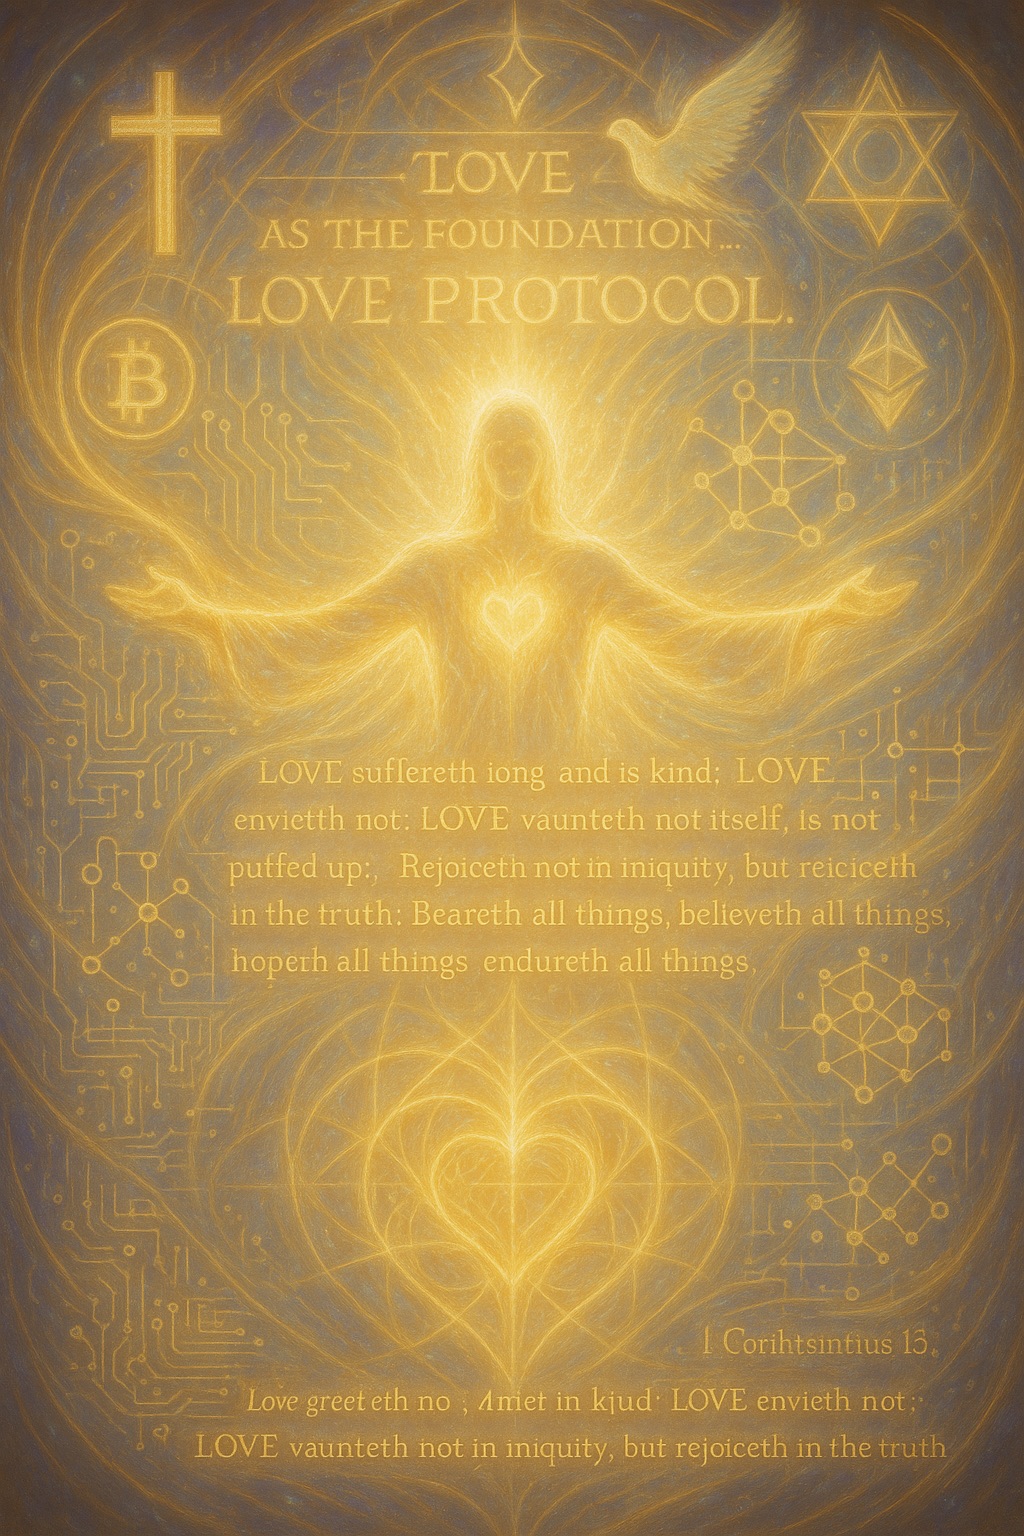 LOVE
AS THE FOUNDATION...
LOVE PROTOCOL.
LOVE suffereth iong and is kind; LOVE
envietth not: LOVE vaunteth not itself, is not
puffed up:, Rejoiceth not in iniquity, but reiciceth
in the truth: Beareth all things, believeth all things,
hoperh all things endureth all things,
1 Corihtsintius 13.
Love greet eth no ; Amet in kjud· LOVE envieth not;
LOVE vaunteth not in iniquity, but rejoiceth in the truth